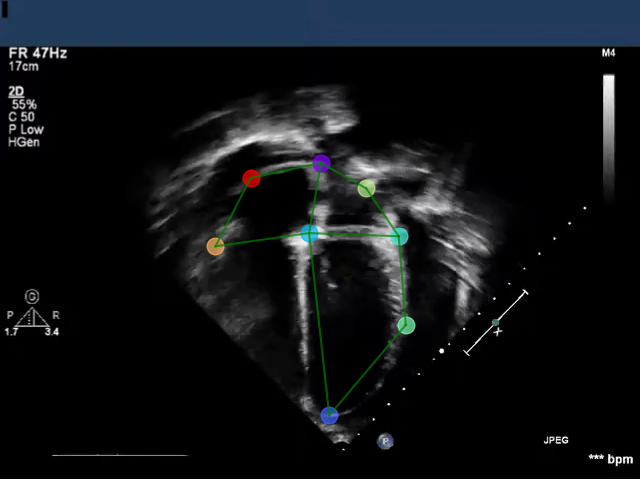 FR 47Hz
17cm
M4
2D
55%
C 50
P Low
HGen
G
P R
1.7 3.4
P
JPEG
*** bpm